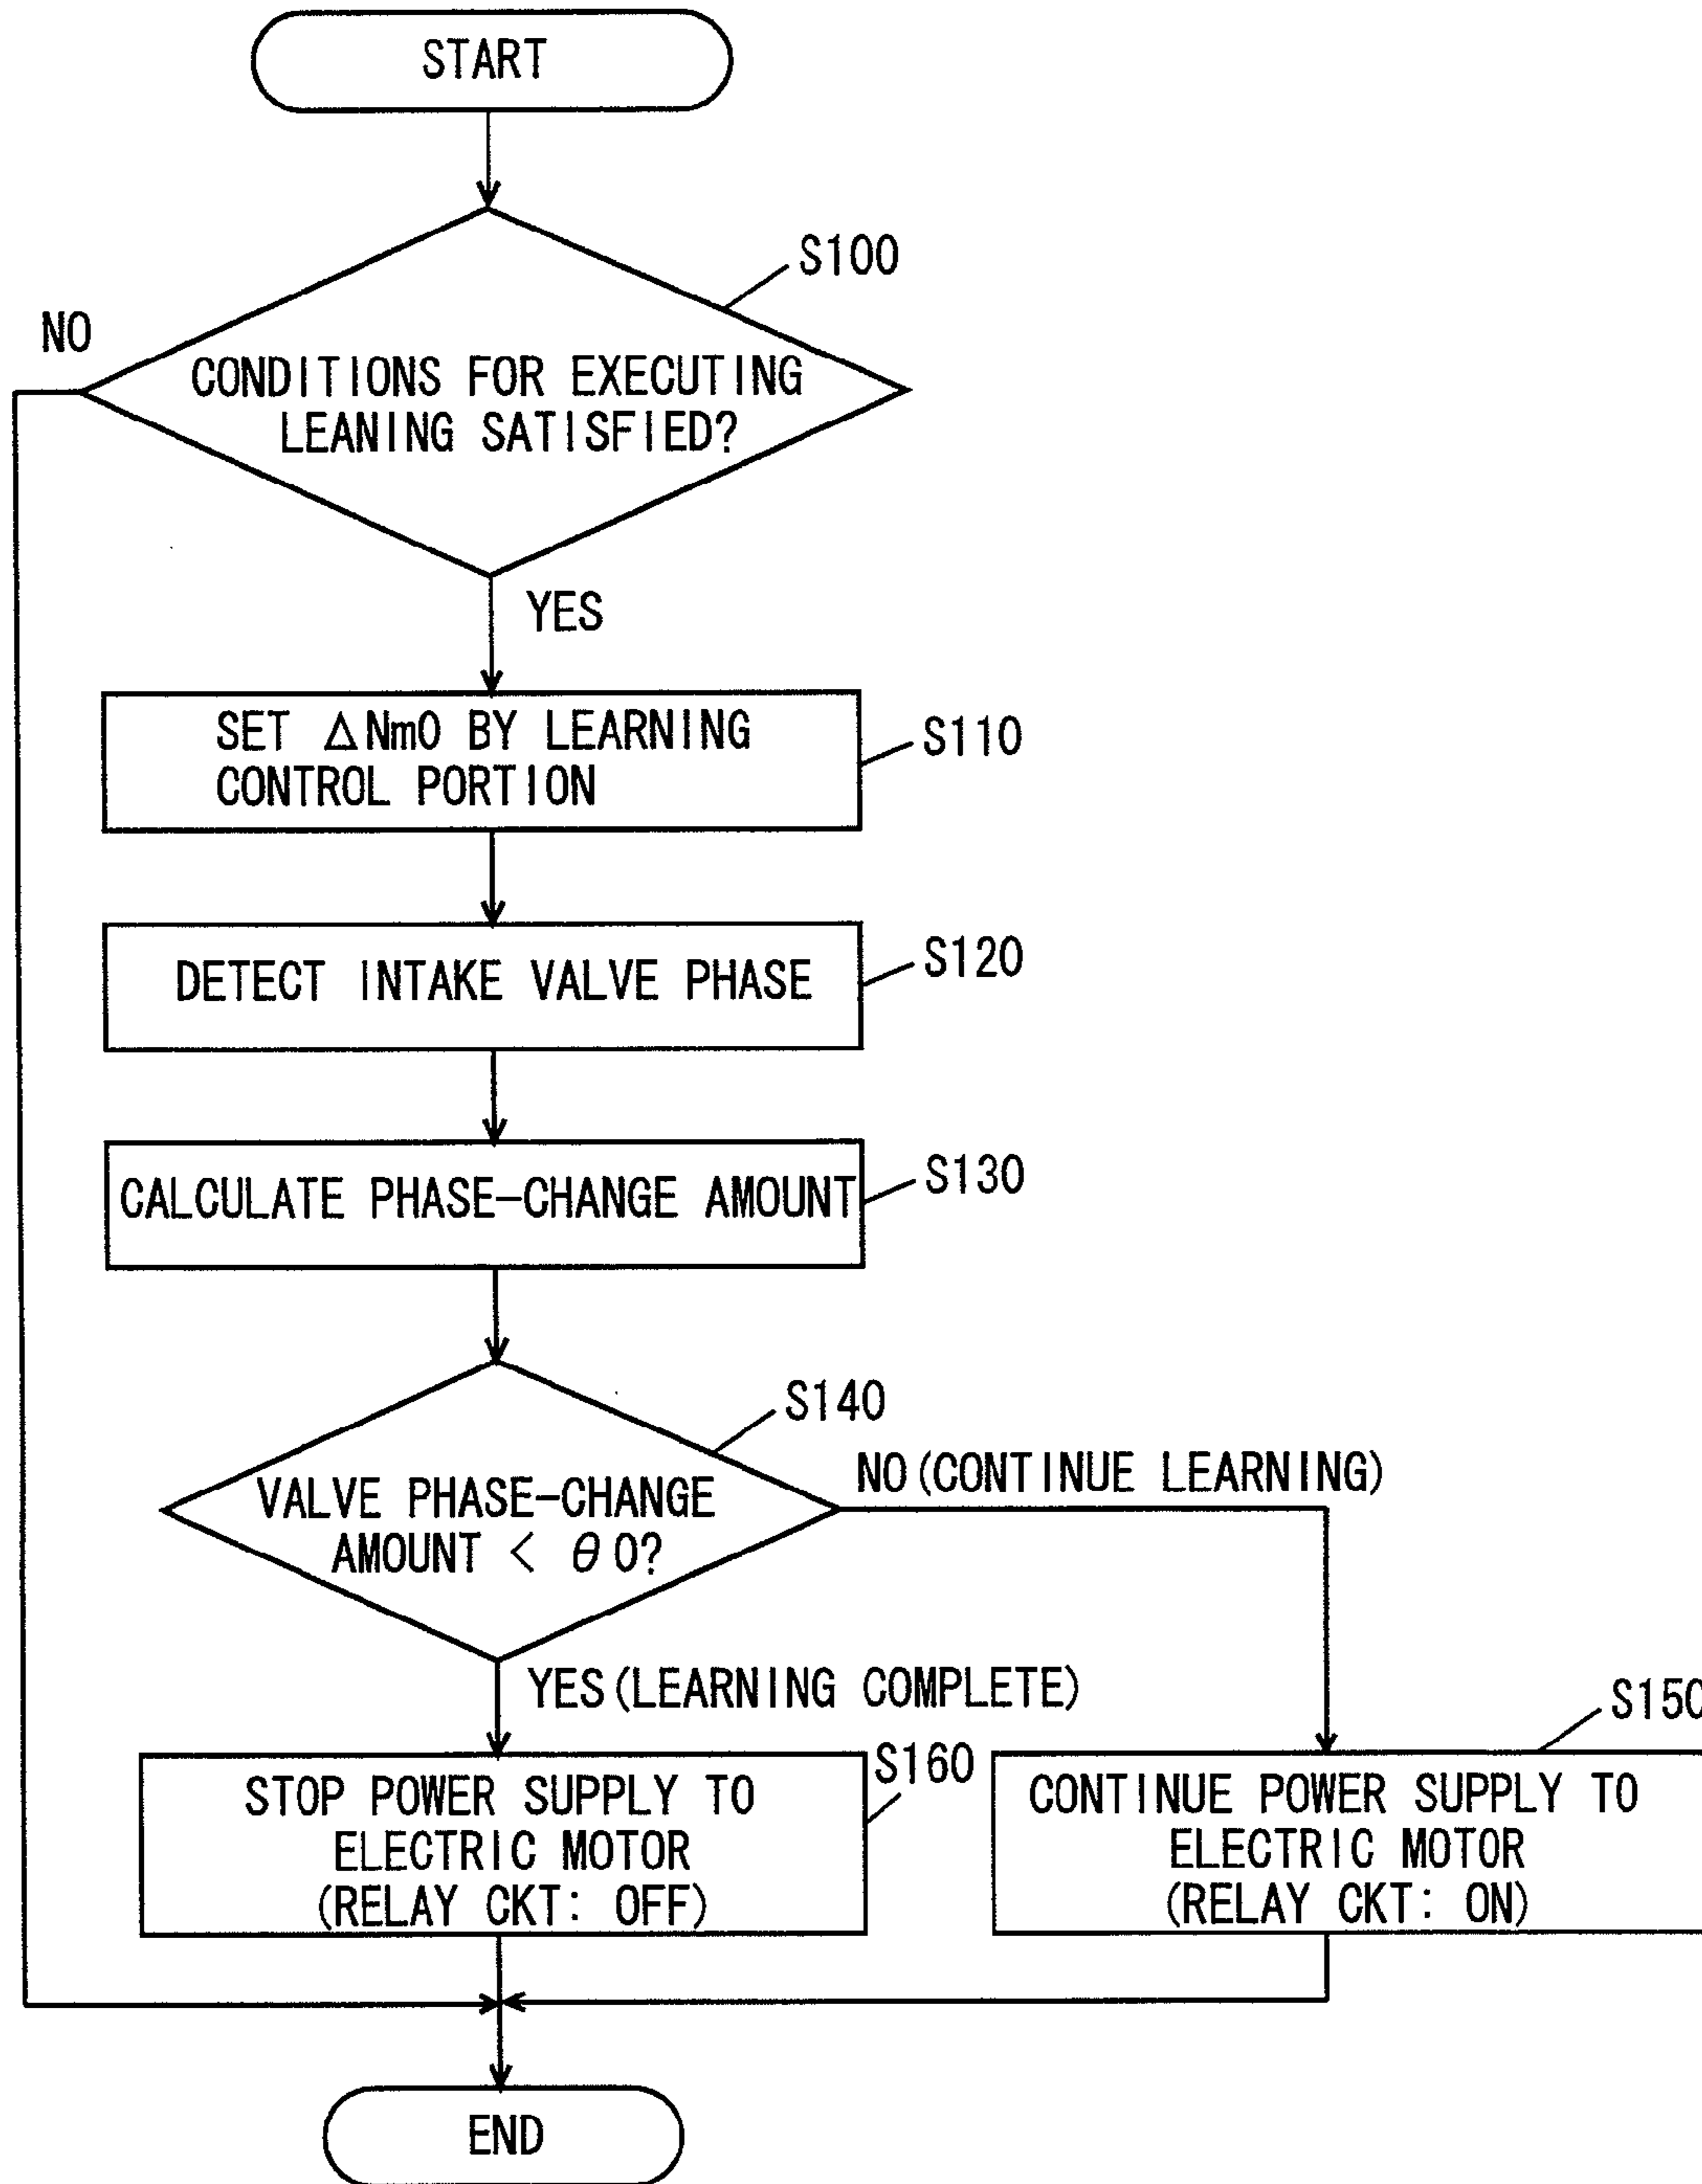 START
S100
NO
CONDITIONS FOR EXECUTING
LEANING SATISFIED?
YES
SET ΔNm0 BY LEARNING
CONTROL PORTION
S110
DETECT INTAKE VALVE PHASE
S120
CALCULATE PHASE-CHANGE AMOUNT
S130
S140
VALVE PHASE-CHANGE
AMOUNT < θ0?
NO (CONTINUE LEARNING)
YES (LEARNING COMPLETE)
S160
STOP POWER SUPPLY TO
ELECTRIC MOTOR
(RELAY CKT: OFF)
S150
CONTINUE POWER SUPPLY TO
ELECTRIC MOTOR
(RELAY CKT: ON)
END